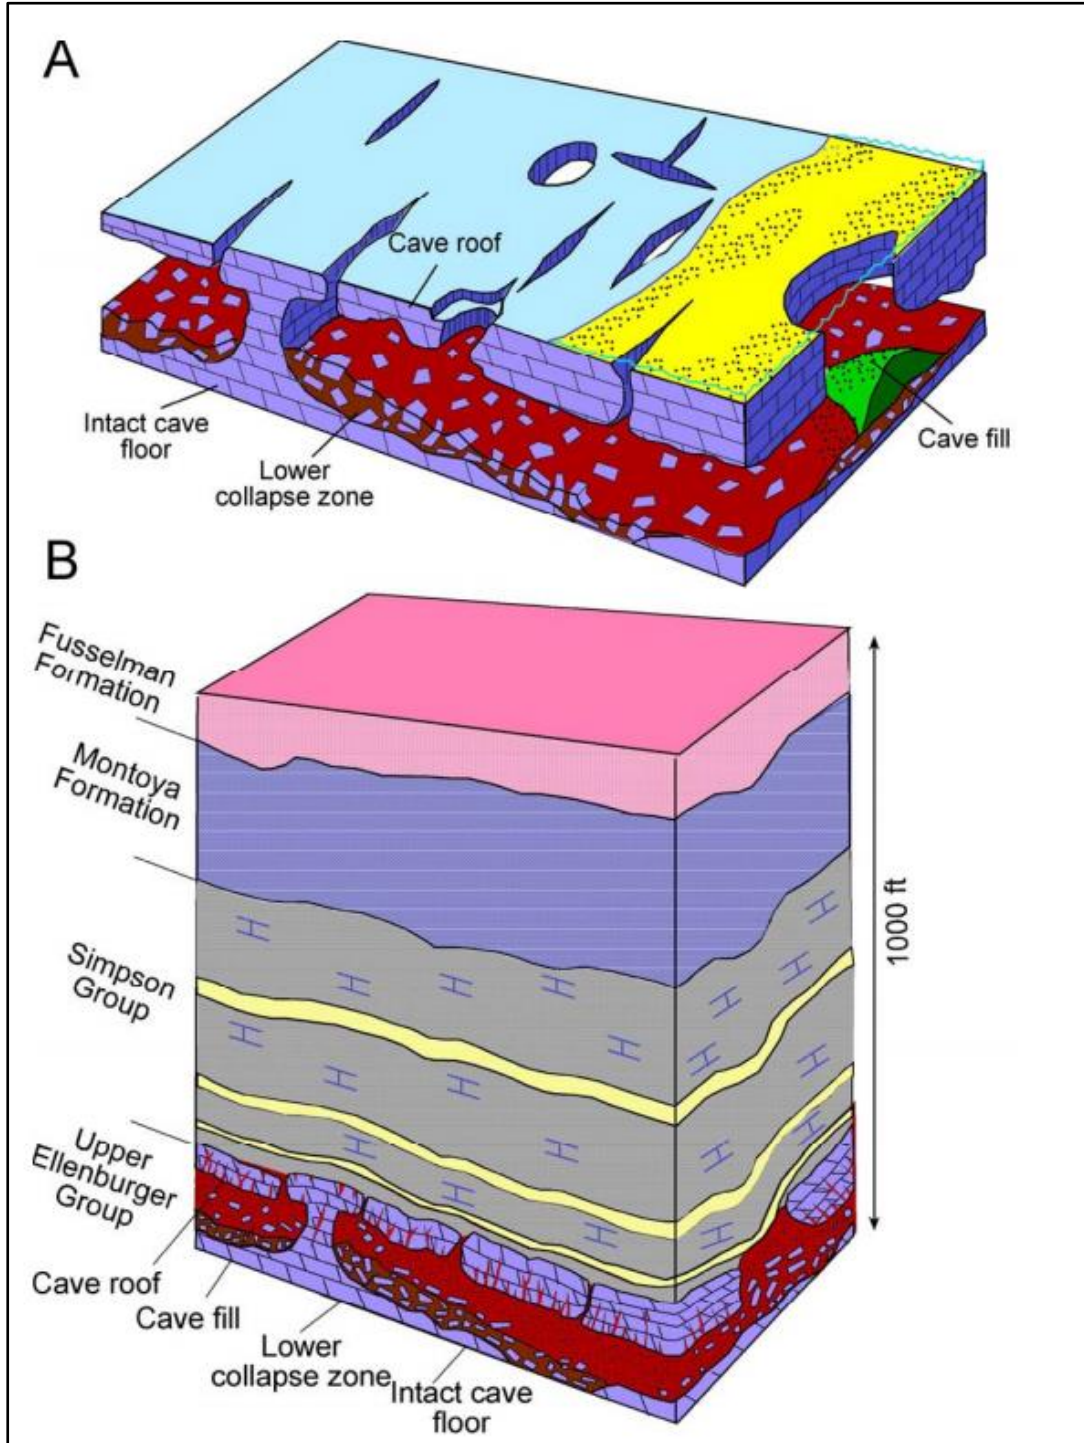 A
Cave roof
Intact cave
floor
Lower
collapse zone
Cave fill
B
Fusselman
Formation
Montoya
Formation
Simpson
Group
Upper
Ellenburger
Group
1000 ft
Cave roof
Cave fill
Lower
collapse zone
Intact cave
floor